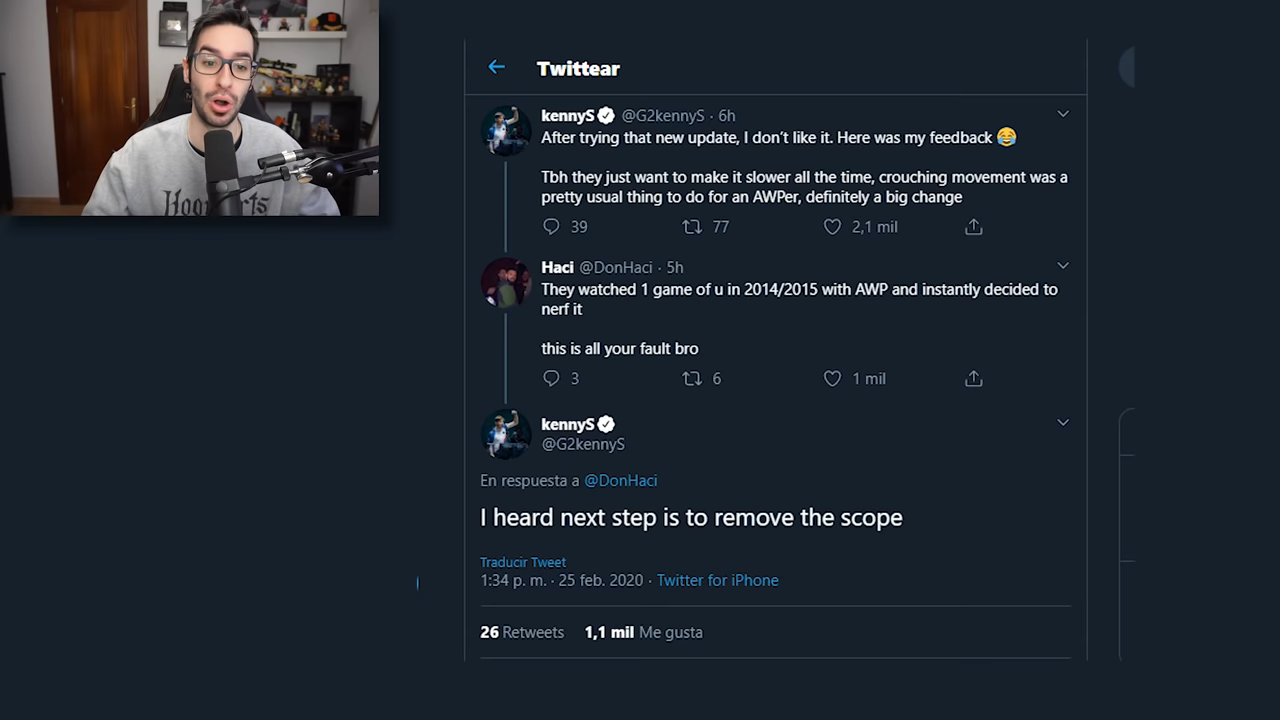 Twittear
kennyS @G2kennyS · 6h
After trying that new update, I don't like it. Here was my feedback 😂
Tbh they just want to make it slower all the time, crouching movement was a
pretty usual thing to do for an AWPer, definitely a big change
39 77 2,1 mil
Haci @DonHaci · 5h
They watched 1 game of u in 2014/2015 with AWP and instantly decided to
nerf it
this is all your fault bro
3 6 1 mil
kennyS
@G2kennyS
En respuesta a @DonHaci
I heard next step is to remove the scope
Traducir Tweet
1:34 p. m. · 25 feb. 2020 · Twitter for iPhone
26 Retweets 1,1 mil Me gusta